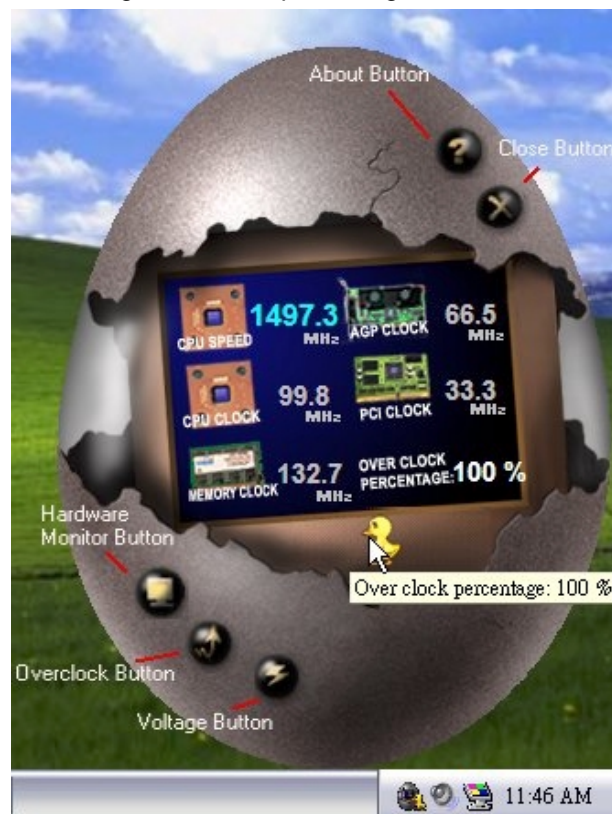 About Button
Close Button
CPU SPEED
1497.3
MHz
AGP CLOCK
66.5
MHz
CPU CLOCK
99.8
MHz
PCI CLOCK
33.3
MHz
MEMORY CLOCK
132.7
MHz
OVER CLOCK
PERCENTAGE:100 %
Hardware
Monitor Button
Over clock percentage: 100 %
Overclock Button
Voltage Button
11:46 AM